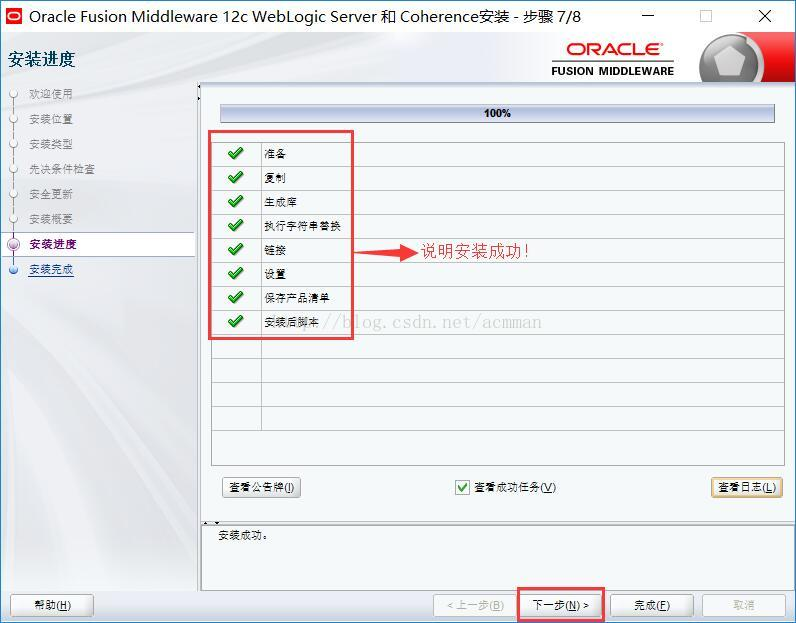 Oracle Fusion Middleware 12c WebLogic Server 和 Coherence安装 - 步骤 7/8
安装进度
ORACLE
FUSION MIDDLEWARE
欢迎使用
安装位置
安装类型
先决条件检查
安全更新
安装概要
安装进度
安装完成
100%
准备
复制
生成库
执行字符串替换
链接
设置
保存产品清单
安装后脚本
说明安装成功!
http://blog.csdn.net/acmman
查看公告牌(I)
查看成功任务(V)
查看日志(L)
安装成功。
帮助(H)
< 上一步(B)
下一步(N) >
完成(F)
取消